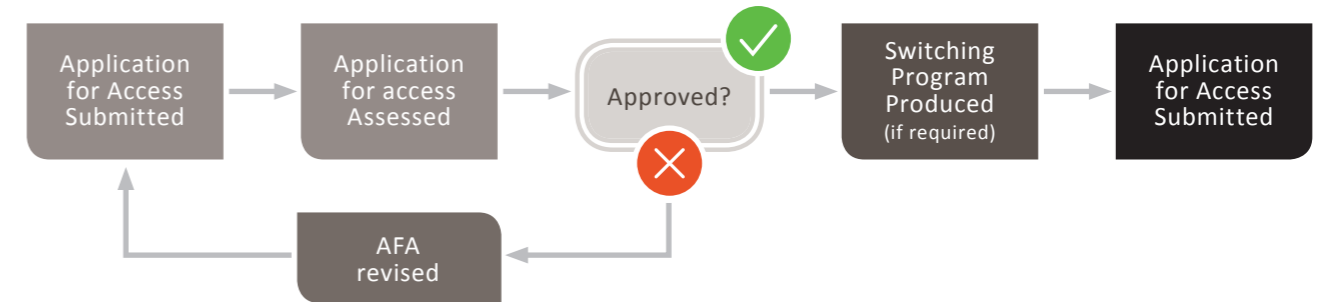 Application
for Access
Submitted
Application
for access
Assessed
Approved?
Switching
Program
Produced
(if required)
Application
for Access
Submitted
AFA
revised